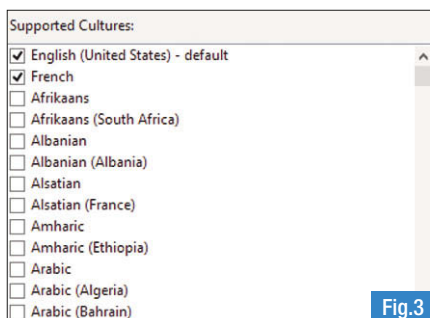 Supported Cultures:
English (United States) - default
French
Afrikaans
Afrikaans (South Africa)
Albanian
Albanian (Albania)
Alsatian
Alsatian (France)
Amharic
Amharic (Ethiopia)
Arabic
Arabic (Algeria)
Arabic (Bahrain)
Fig.3